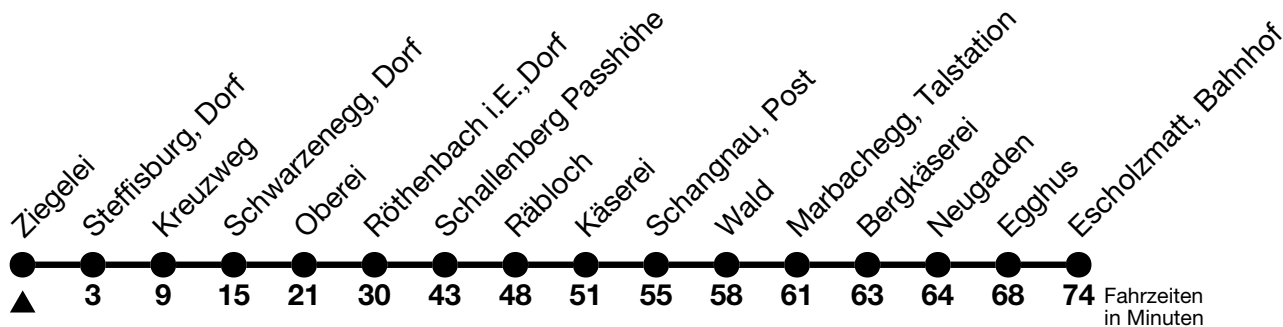 Ziegelei
Steffisburg, Dorf
Kreuzweg
Schwarzenegg, Dorf
Oberei
Röthenbach i.E.,Dorf
Schallenberg Passhöhe
Räbloch
Käserei
Schangnau, Post
Wald
Marbachegg, Talstation
Bergkäserei
Neugaden
Egghus
Escholzmatt, Bahnhof
3 9 15 21 30 43 48 51 55 58 61 63 64 68 74 Fahrzeiten
in Minuten